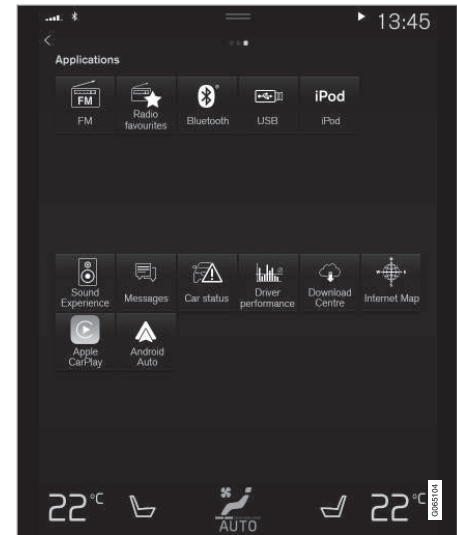 13:45
Applications
FM
FM
Radio
favourites
Bluetooth
USB
iPod
iPod
Sound
Experience
Messages
Car status
Driver
performance
Download
Centre
Internet Map
Apple
CarPlay
Android
Auto
22°C
AUTO
22°C
G065104